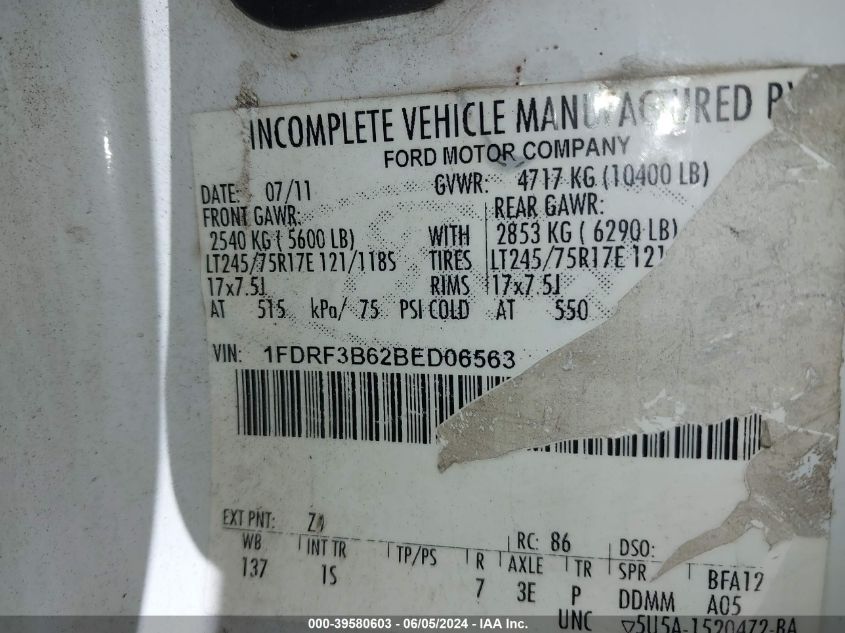 INCOMPLETE VEHICLE MANUFACTURED
FORD MOTOR COMPANY
DATE: 07/11 GVWR: 4717 KG (10400 LB)
FRONT GAWR: REAR GAWR:
2540 KG ( 5600 LB) WITH 2853 KG ( 6290 LB)
LT245/75R17E 121/118S TIRES LT245/75R17E 121
17x7.5J RIMS 17x7.5J
AT 515 kPa/ 75 PSI COLD AT 550
VIN: 1FDRF3B62BED06563
EXT PNT: Z1 RC: 86 DSO:
WB INT TR TP/PS R AXLE TR SPR BFA12
137 1S 7 3E P DDMM A05
UNC ▽5U5A-1520472-BA
000-39580603 - 06/05/2024 - IAA Inc.